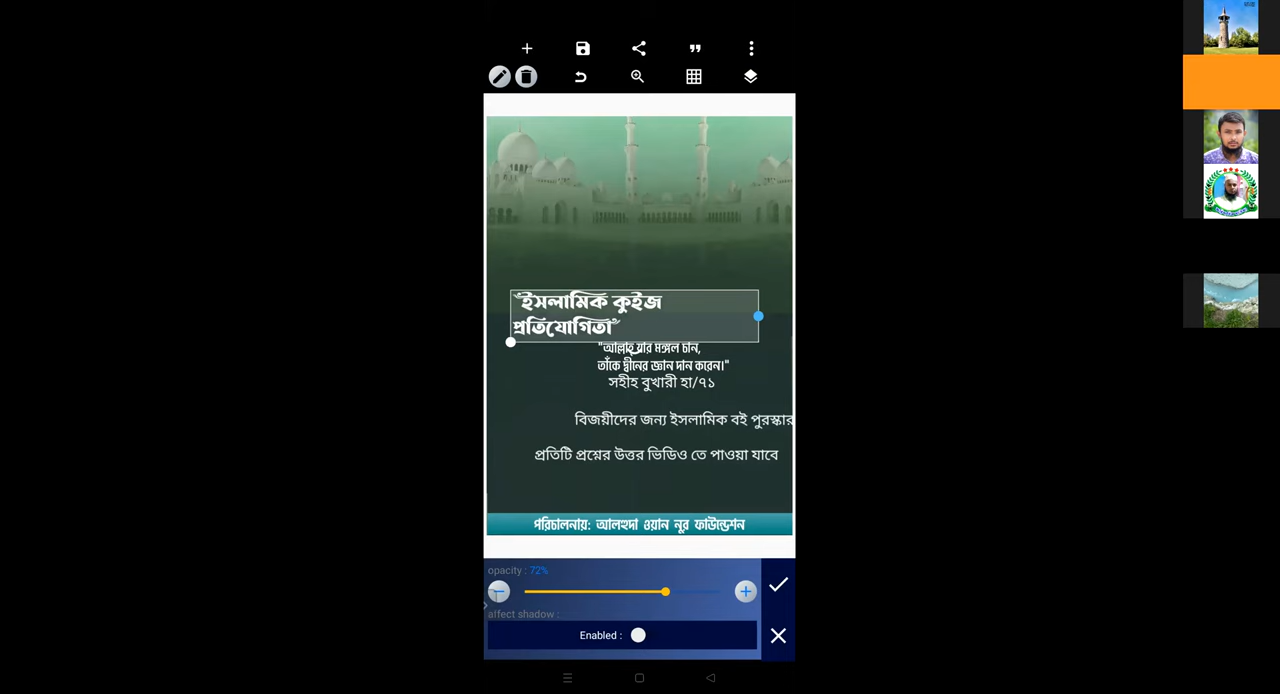 ইসলামিক কুইজ
প্রতিযোগিতা
"আল্লাহ যার মঙ্গল চান,
তাঁকে দ্বীনের জ্ঞান দান করেন।"
সহীহ বুখারী হা/৭১
বিজয়ীদের জন্য ইসলামিক বই পুরস্কার
প্রতিটি প্রশ্নের উত্তর ভিডিও তে পাওয়া যাবে
পরিচালনায়: আলহুদা ওয়ান নূর ফাউন্ডেশন
opacity : 72%
affect shadow :
Enabled :